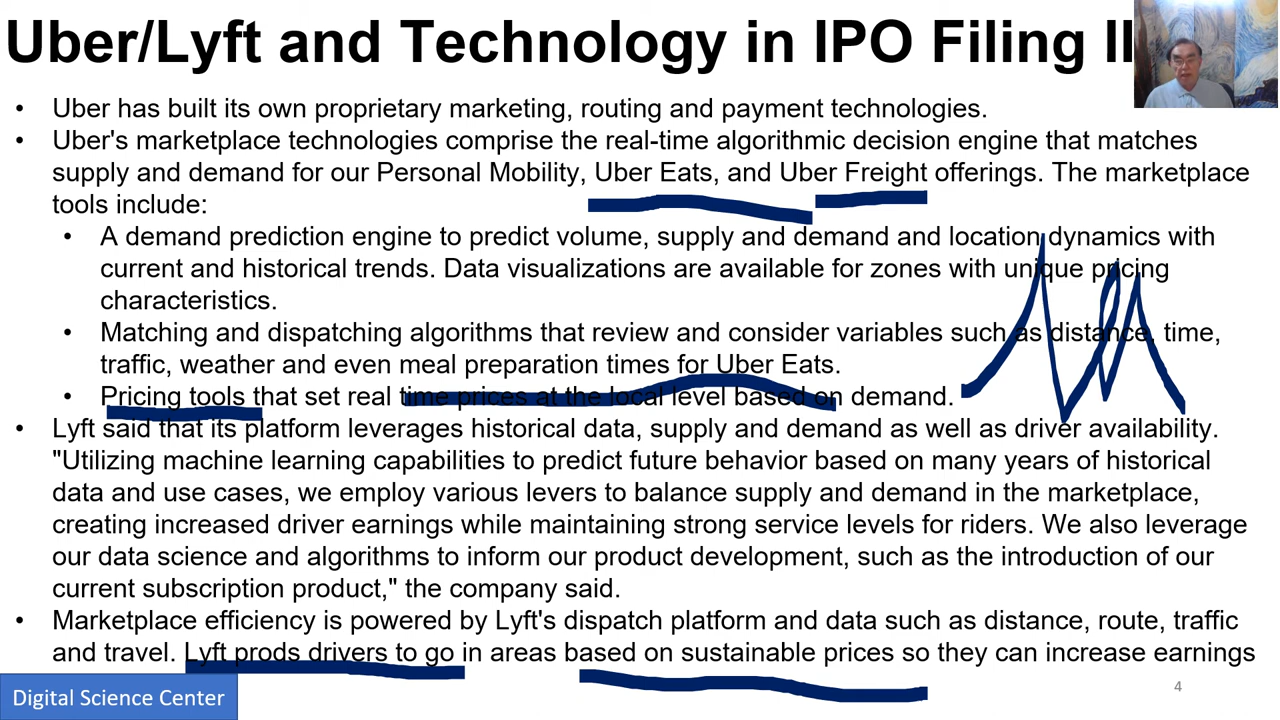 Uber/Lyft and Technology in IPO Filing II
• Uber has built its own proprietary marketing, routing and payment technologies.
• Uber's marketplace technologies comprise the real-time algorithmic decision engine that matches
supply and demand for our Personal Mobility, Uber Eats, and Uber Freight offerings. The marketplace
tools include:
• A demand prediction engine to predict volume, supply and demand and location dynamics with
current and historical trends. Data visualizations are available for zones with unique pricing
characteristics.
• Matching and dispatching algorithms that review and consider variables such as distance, time,
traffic, weather and even meal preparation times for Uber Eats.
• Pricing tools that set real time prices at the local level based on demand.
• Lyft said that its platform leverages historical data, supply and demand as well as driver availability.
"Utilizing machine learning capabilities to predict future behavior based on many years of historical
data and use cases, we employ various levers to balance supply and demand in the marketplace,
creating increased driver earnings while maintaining strong service levels for riders. We also leverage
our data science and algorithms to inform our product development, such as the introduction of our
current subscription product," the company said.
• Marketplace efficiency is powered by Lyft's dispatch platform and data such as distance, route, traffic
and travel. Lyft prods drivers to go in areas based on sustainable prices so they can increase earnings
Digital Science Center
4